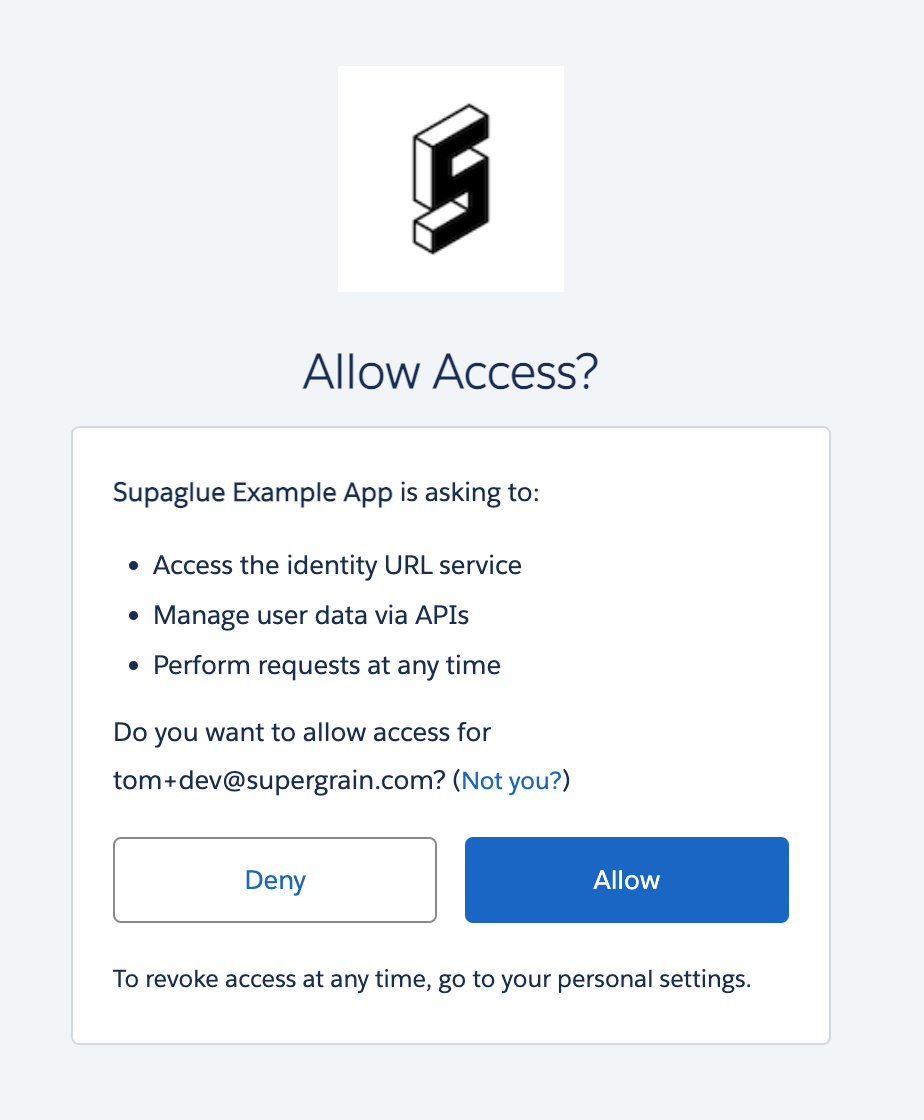 Allow Access?
Supaglue Example App is asking to:
• Access the identity URL service
• Manage user data via APIs
• Perform requests at any time
Do you want to allow access for
tom+dev@supergrain.com? (Not you?)
Deny
Allow
To revoke access at any time, go to your personal settings.